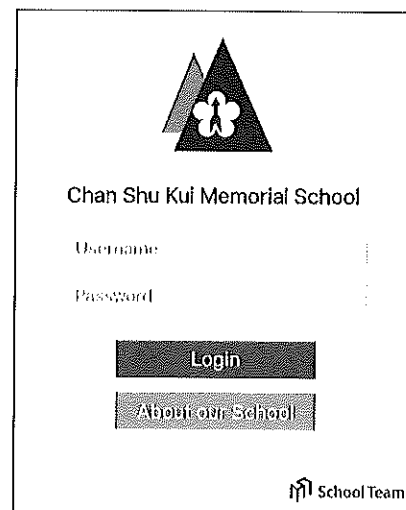 Chan Shu Kui Memorial School
Username
Password
Login
About our School
School Team